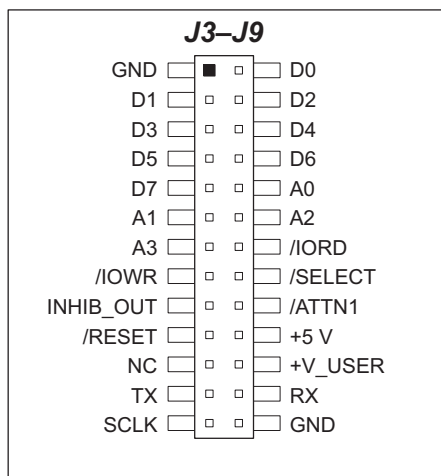 J3–J9
GND D0
D1 D2
D3 D4
D5 D6
D7 A0
A1 A2
A3 /IORD
/IOWR /SELECT
INHIB_OUT /ATTN1
/RESET +5 V
NC +V_USER
TX RX
SCLK GND